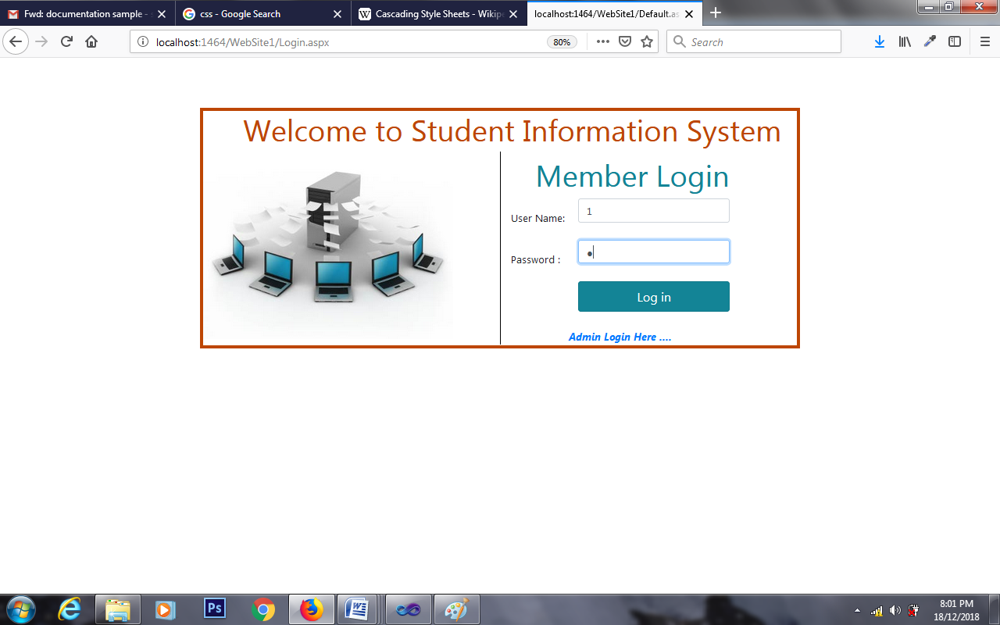 Fwd: documentation sample -
css - Google Search
Cascading Style Sheets - Wikipe
localhost:1464/WebSite1/Default.as
localhost:1464/WebSite1/Login.aspx
80%
Search
Welcome to Student Information System
Member Login
User Name:
1
Password :
Log in
Admin Login Here ....
Ps
8:01 PM
18/12/2018